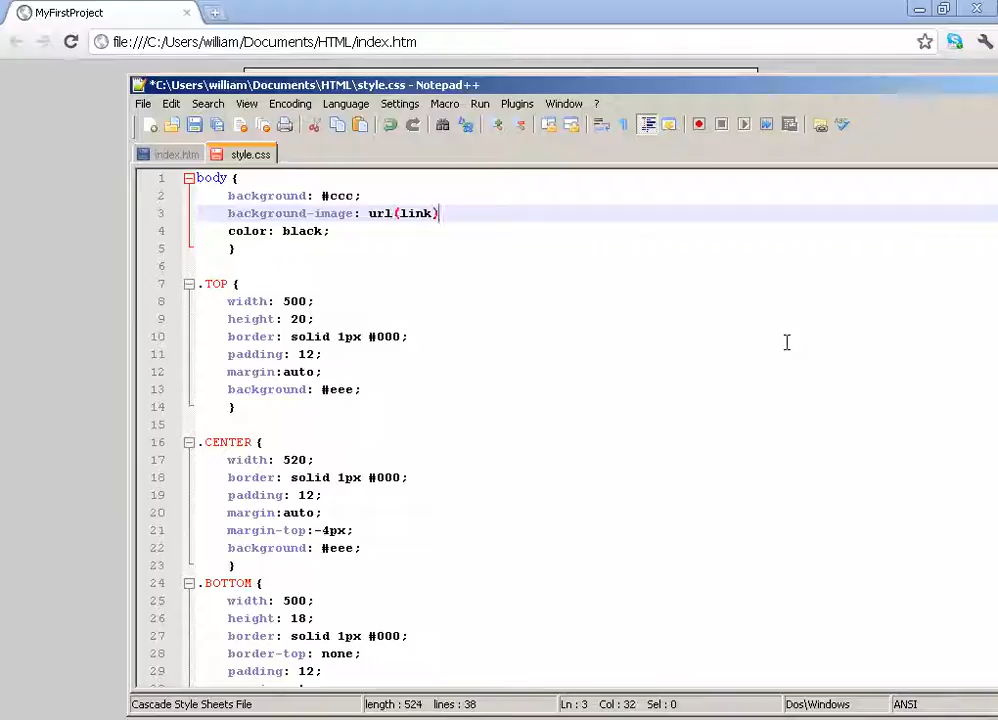 MyFirstProject
file:///C:/Users/william/Documents/HTML/index.htm
*C:\Users\william\Documents\HTML\style.css - Notepad++
File Edit Search View Encoding Language Settings Macro Run Plugins Window ?
index.htm style.css
1 body {
2 background: #ccc;
3 background-image: url(link)
4 color: black;
5 }
6
7 .TOP {
8 width: 500;
9 height: 20;
10 border: solid 1px #000;
11 padding: 12;
12 margin:auto;
13 background: #eee;
14 }
15
16 .CENTER {
17 width: 520;
18 border: solid 1px #000;
19 padding: 12;
20 margin:auto;
21 margin-top:-4px;
22 background: #eee;
23 }
24 .BOTTOM {
25 width: 500;
26 height: 18;
27 border: solid 1px #000;
28 border-top: none;
29 padding: 12;
Cascade Style Sheets File length : 524 lines : 38 Ln : 3 Col : 32 Sel : 0 Dos\Windows ANSI